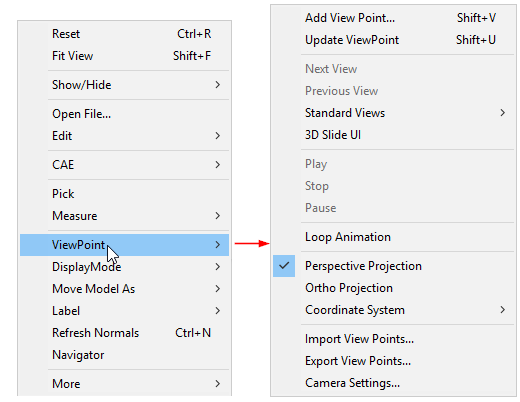 Reset Ctrl+R
Fit View Shift+F
Show/Hide
Open File...
Edit
CAE
Pick
Measure
ViewPoint
DisplayMode
Move Model As
Label
Refresh Normals Ctrl+N
Navigator
More
Add View Point... Shift+V
Update ViewPoint Shift+U
Next View
Previous View
Standard Views
3D Slide UI
Play
Stop
Pause
Loop Animation
Perspective Projection
Ortho Projection
Coordinate System
Import View Points...
Export View Points...
Camera Settings...